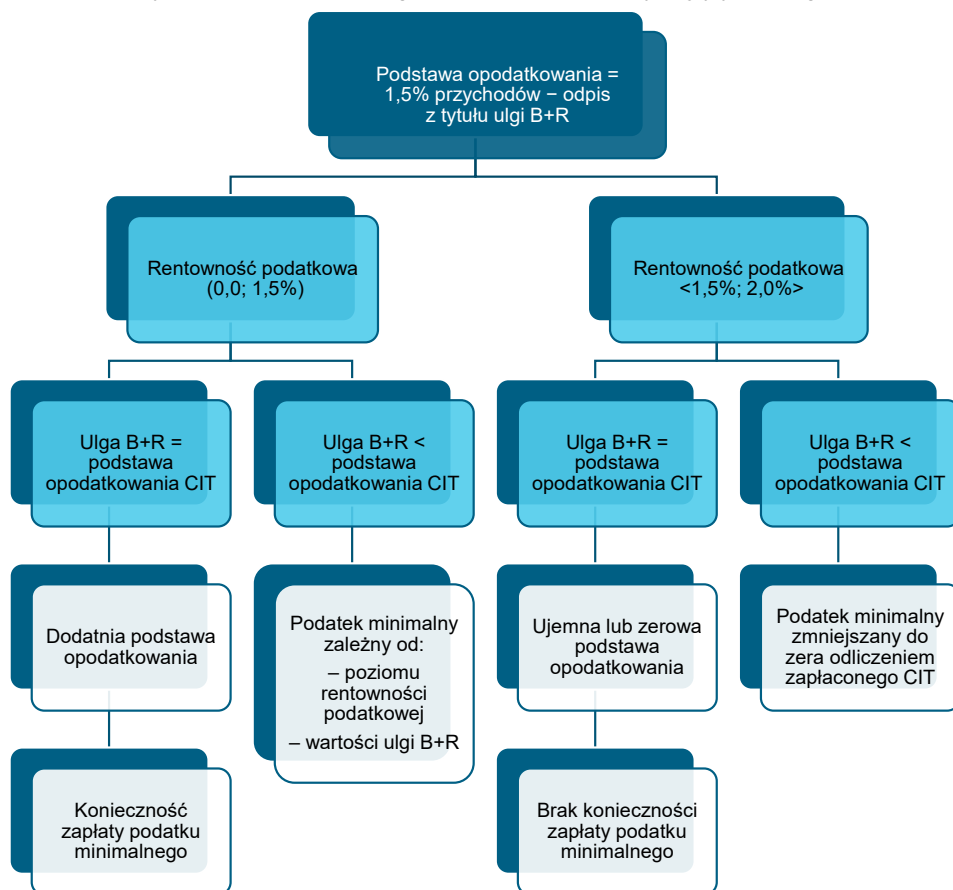 Podstawa opodatkowania =
1,5% przychodów − odpis
z tytułu ulgi B+R
Rentowność podatkowa
(0,0; 1,5%)
Rentowność podatkowa
<1,5%; 2,0%>
Ulga B+R =
podstawa
opodatkowania CIT
Ulga B+R <
podstawa
opodatkowania CIT
Ulga B+R =
podstawa
opodatkowania CIT
Ulga B+R <
podstawa
opodatkowania CIT
Dodatnia podstawa
opodatkowania
Podatek minimalny
zależny od:
– poziomu
rentowności
podatkowej
– wartości ulgi B+R
Ujemna lub zerowa
podstawa
opodatkowania
Podatek minimalny
zmniejszany do
zera odliczeniem
zapłaconego CIT
Konieczność
zapłaty podatku
minimalnego
Brak konieczności
zapłaty podatku
minimalnego